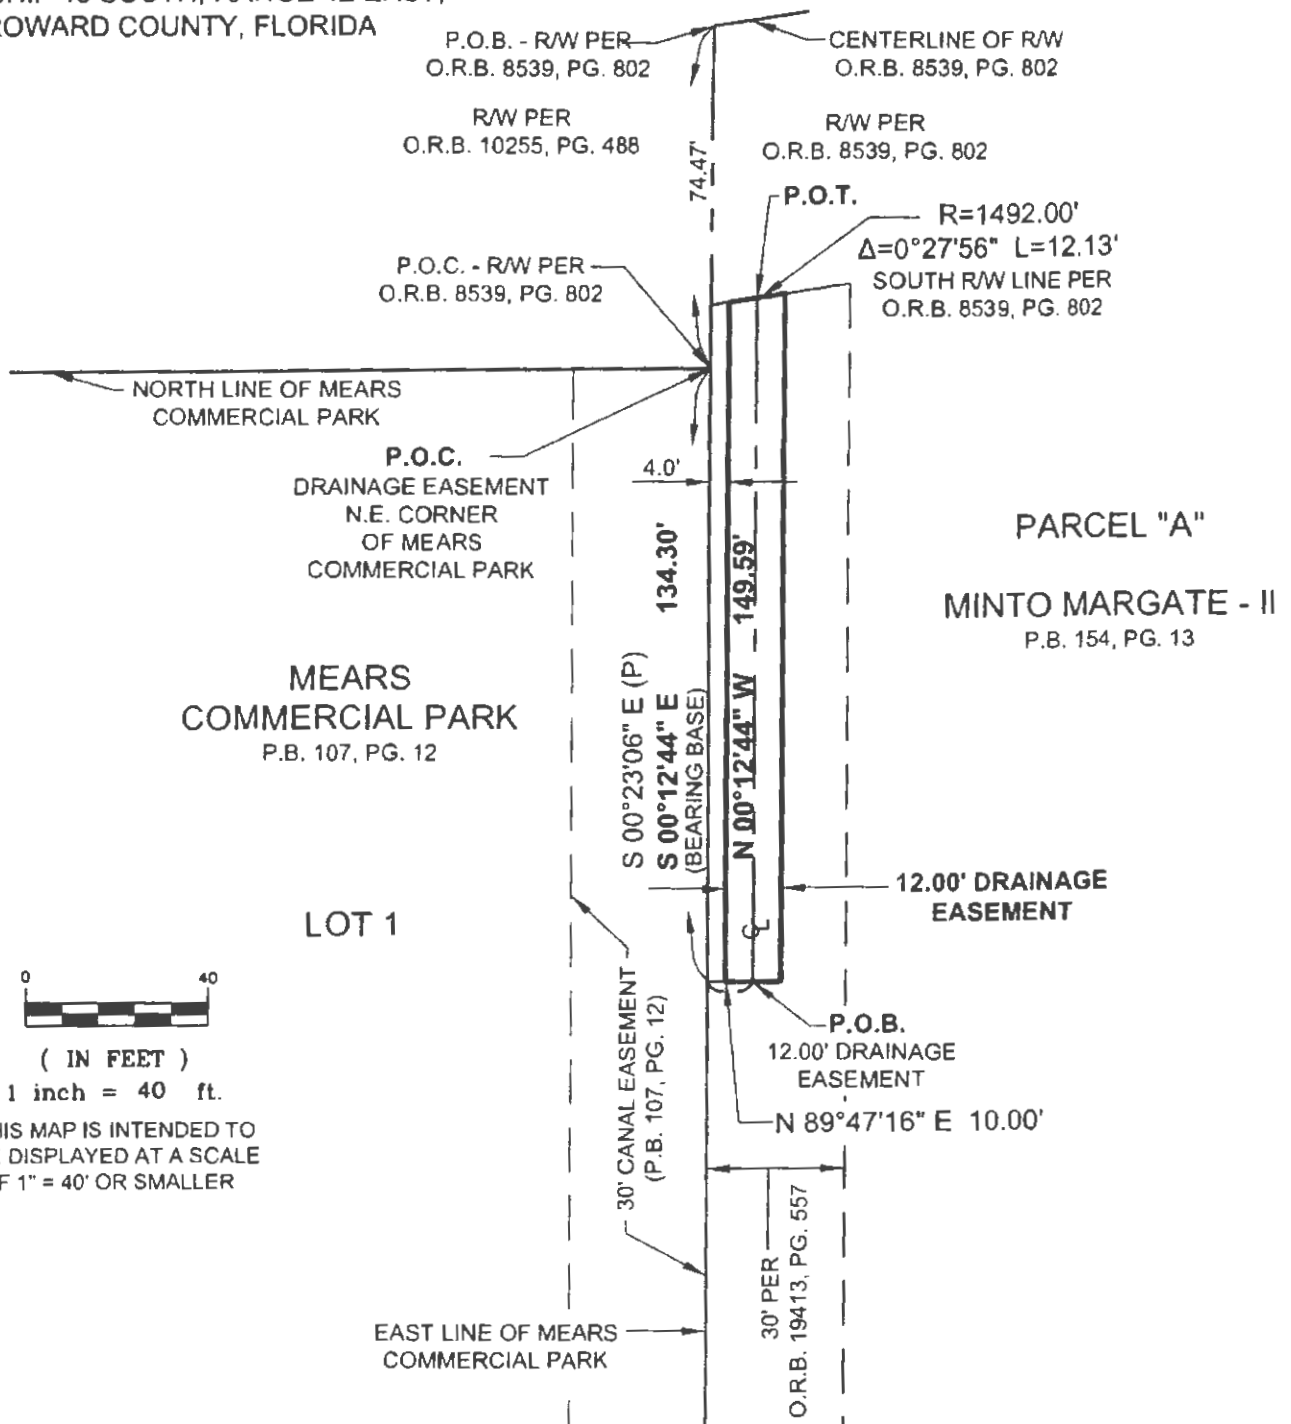 SOUTH, RANGE 42 EAST,
COUNTY, FLORIDA
P.O.B. - R/W PER
O.R.B. 8539, PG. 802
CENTERLINE OF R/W
O.R.B. 8539, PG. 802
R/W PER
O.R.B. 10255, PG. 488
R/W PER
O.R.B. 8539, PG. 802
74.47'
P.O.T.
R=1492.00'
Δ=0°27'56" L=12.13'
SOUTH R/W LINE PER
O.R.B. 8539, PG. 802
P.O.C. - R/W PER
O.R.B. 8539, PG. 802
NORTH LINE OF MEARS
COMMERCIAL PARK
P.O.C.
DRAINAGE EASEMENT
N.E. CORNER
OF MEARS
COMMERCIAL PARK
4.0'
PARCEL "A"
MINTO MARGATE - II
P.B. 154, PG. 13
MEARS
COMMERCIAL PARK
P.B. 107, PG. 12
S 00°23'06" E (P)
S 00°12'44" E 134.30'
(BEARING BASE)
N 00°12'44" W 149.59'
12.00' DRAINAGE
EASEMENT
LOT 1
℄
0 40
( IN FEET )
1 inch = 40 ft.
HIS MAP IS INTENDED TO
DISPLAYED AT A SCALE
F 1" = 40' OR SMALLER
P.O.B.
12.00' DRAINAGE
EASEMENT
N 89°47'16" E 10.00'
30' CANAL EASEMENT
(P.B. 107, PG. 12)
30' PER
O.R.B. 19413, PG. 557
EAST LINE OF MEARS
COMMERCIAL PARK